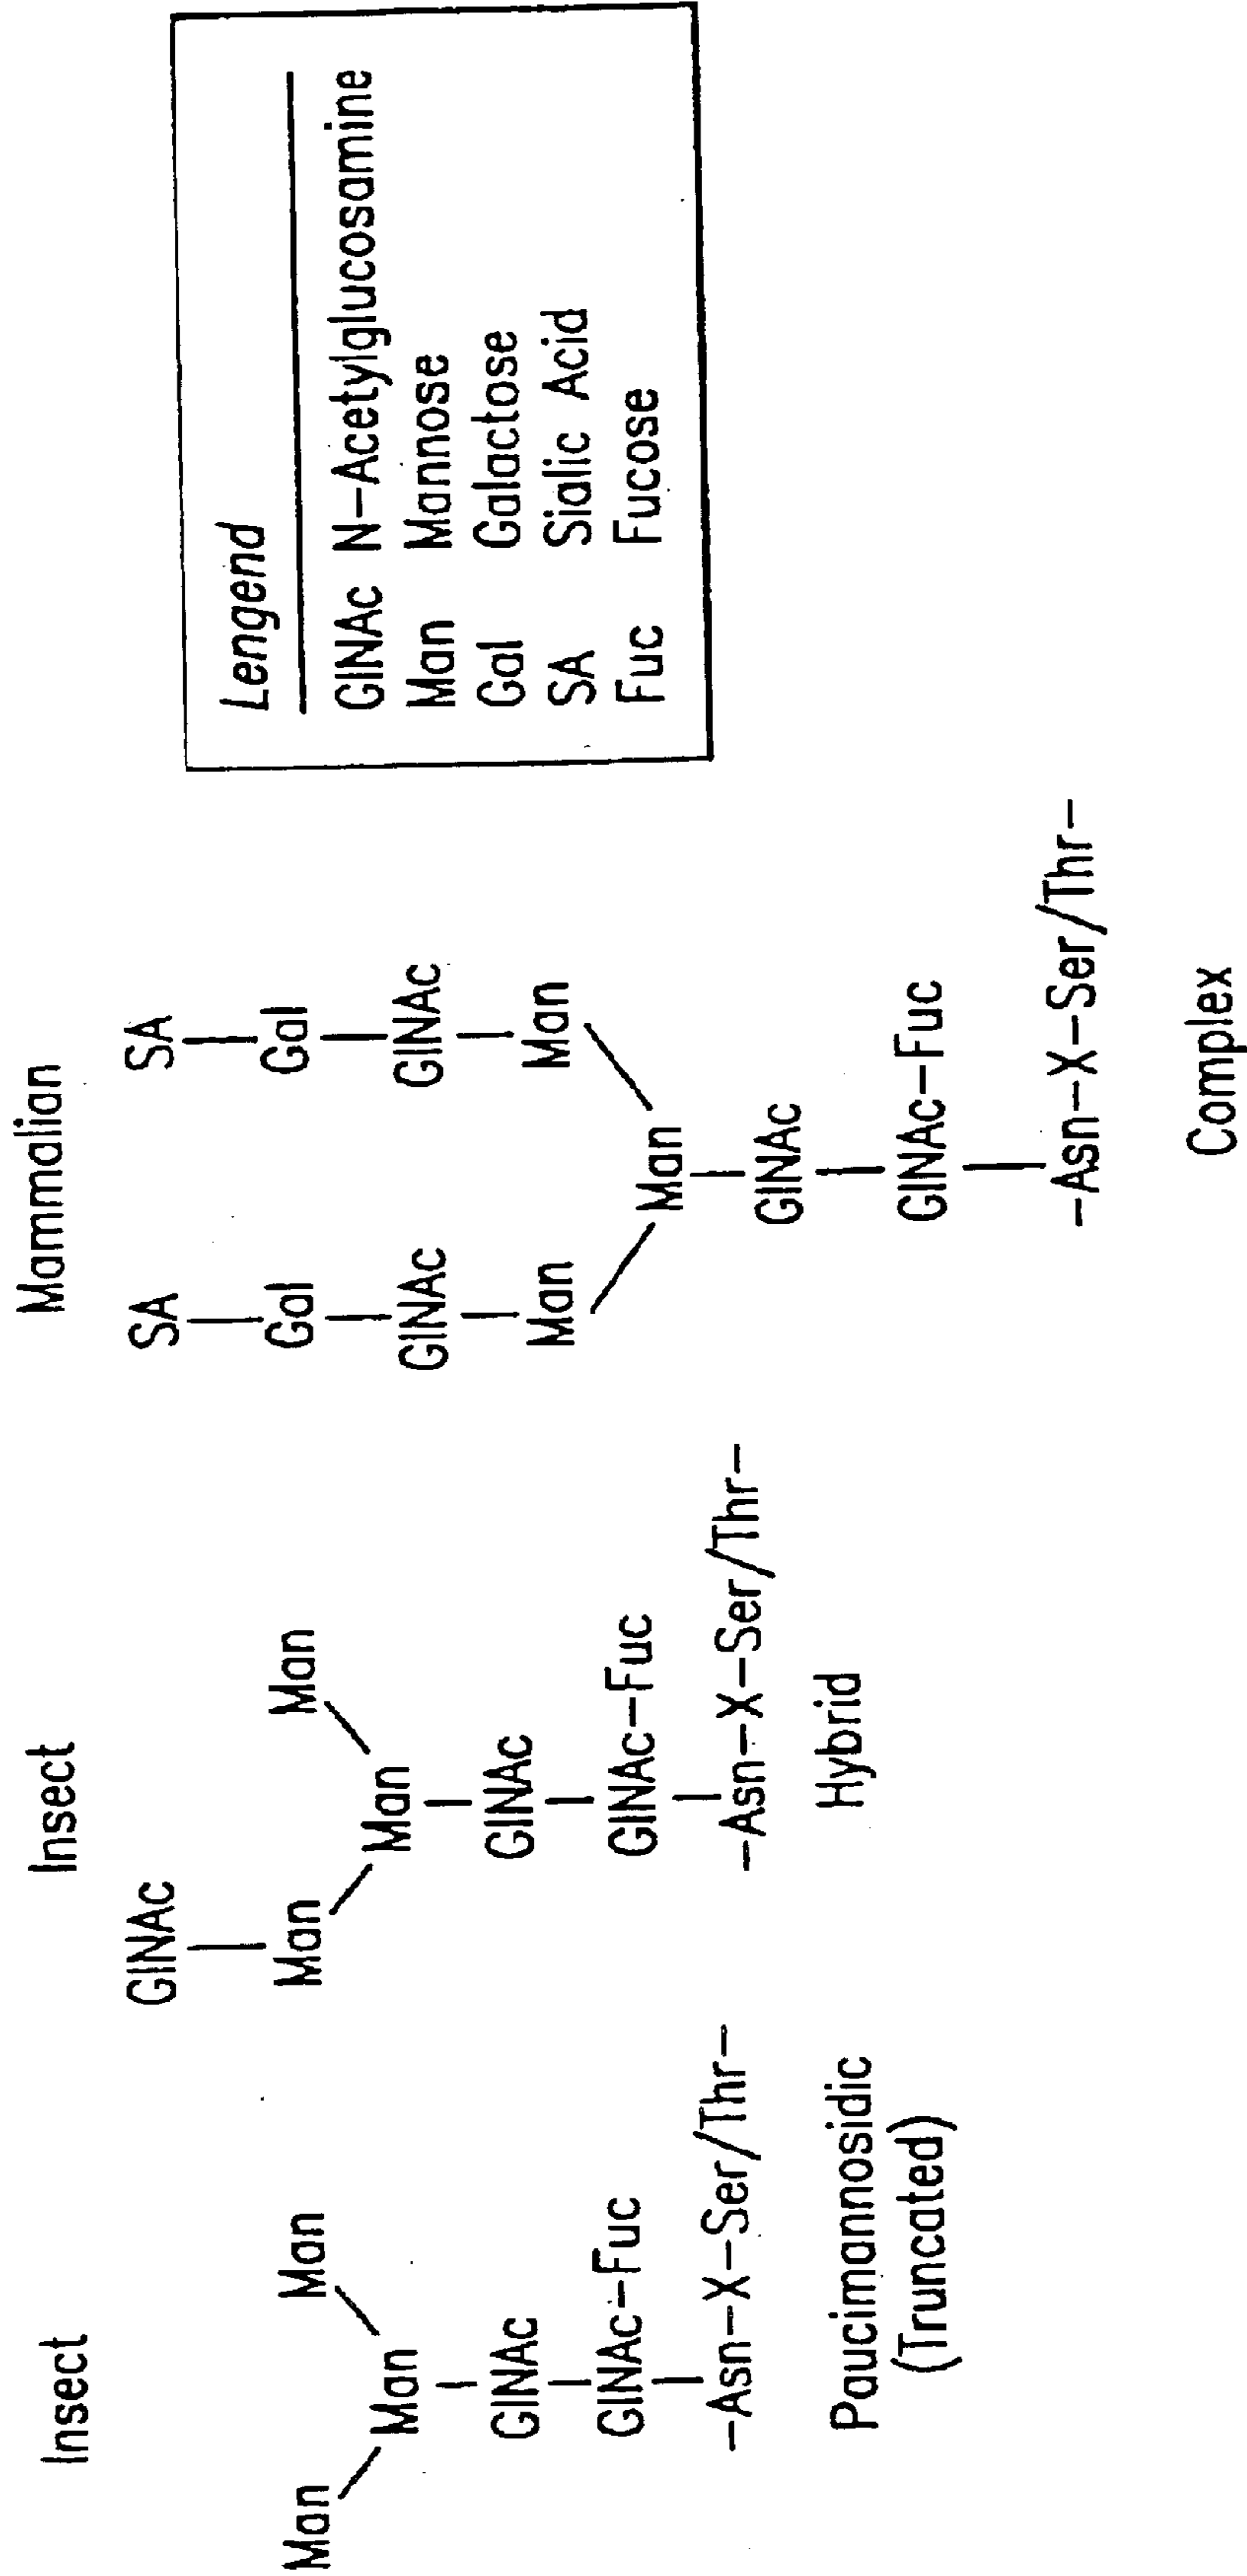 Insect
Man Man
Man
GlNAc
GlNAc–Fuc
–Asn–X–Ser/Thr–
Paucimannosidic
(Truncated)
Insect
GlNAc
Man Man
Man
GlNAc
GlNAc–Fuc
–Asn–X–Ser/Thr–
Hybrid
Mammalian
SA SA
Gal Gal
GlNAc GlNAc
Man Man
Man
GlNAc
GlNAc–Fuc
–Asn–X–Ser/Thr–
Complex
Lengend
GlNAc N–Acetylglucosamine
Man Mannose
Gal Galactose
SA Sialic Acid
Fuc Fucose